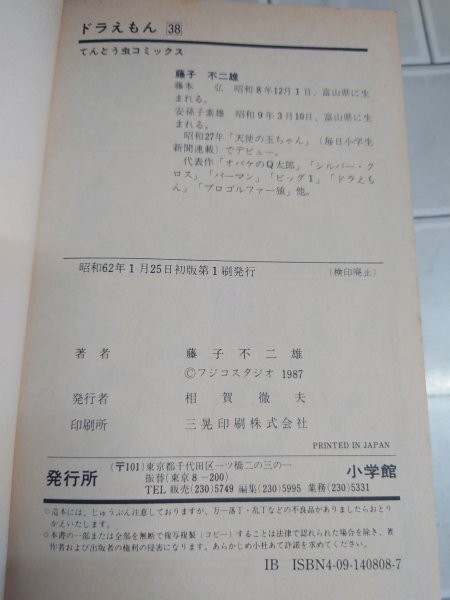 ドラえもん 38
てんとう虫コミックス
藤子 不二雄
藤本 弘 昭和8年12月1日、富山県に生
まれる。
安孫子素雄 昭和9年3月10日、富山県に生
まれる。
昭和27年「天使の玉ちゃん」(毎日小学生
新聞連載)でデビュー。
代表作「オバケのQ太郎」「シルバー・ク
ロス」「パーマン」「ビッグ1」「ドラえも
ん」「プロゴルファー猿」他。
昭和62年1月25日初版第1刷発行 (検印廃止)
著者 藤子不二雄
©フジコスタジオ 1987
発行者 相賀徹夫
印刷所 三晃印刷株式会社
PRINTED IN JAPAN
発行所 (〒101)東京都千代田区一ツ橋二の三の一 小学館
振替(東京8-200)
TEL 販売(230)5749 編集(230)5995 業務(230)5331
○造本には、じゅうぶん注意しておりますが、万一落丁・乱丁などの不良品がありましたらおとり
かえいたします。
○本書の一部または全部を無断で複写複製(コピー)することは法律で認められた場合を除き、著
作者および出版者の権利の侵害になります。あらかじめ小社あて許諾を求めてください。
IB ISBN4-09-140808-7